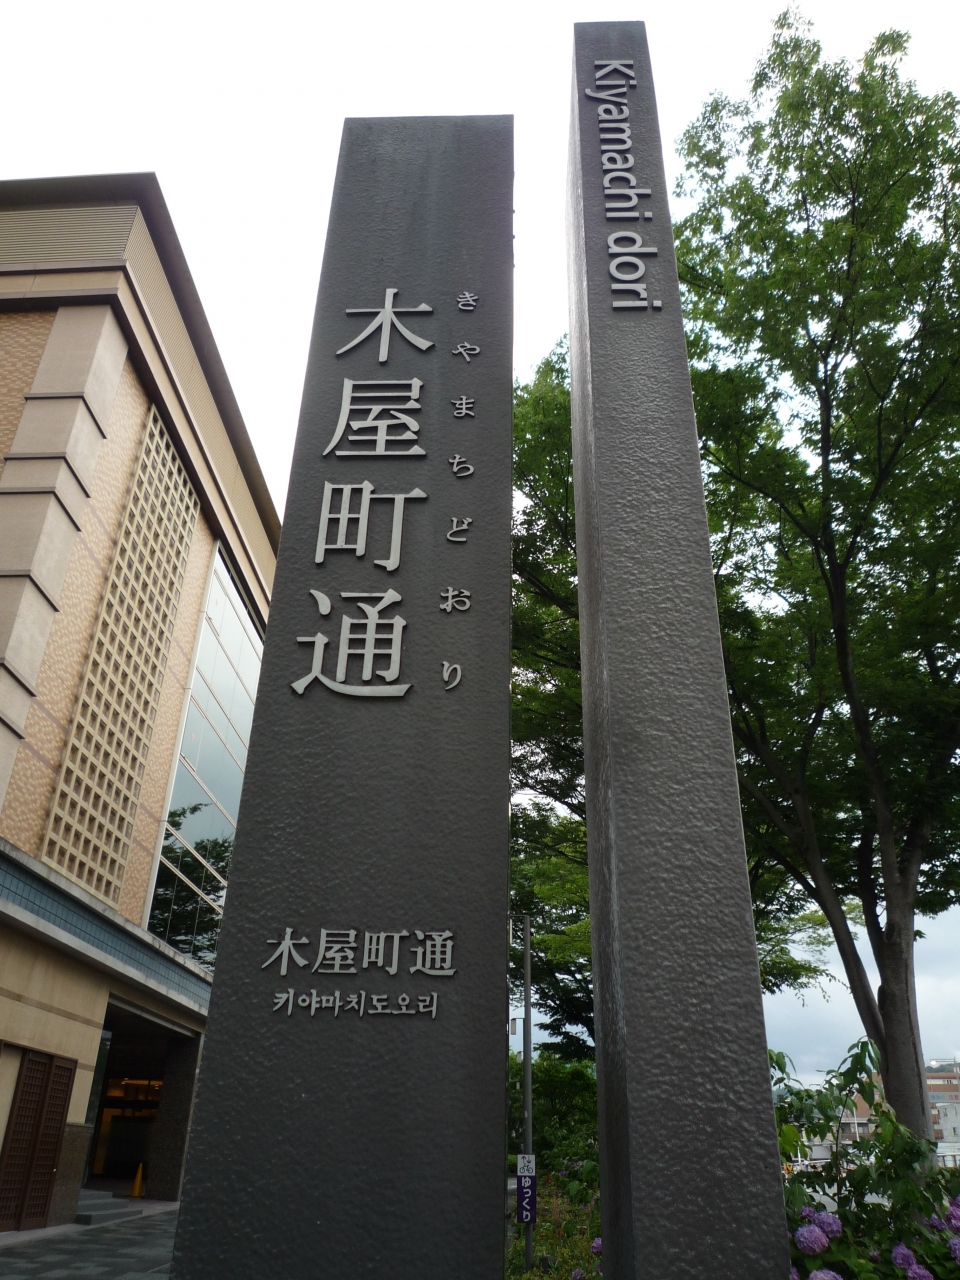 木屋町通
きやまちどおり
木屋町通
키야마치도오리
Kiyamachi dori
ゆっくり